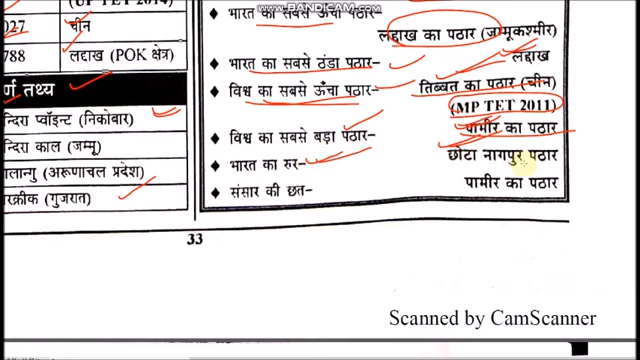 WWW.BANDICAM.COM
(UP TET 2014)
027 चीन
788 लद्दाख (POK क्षेत्र)
र्ण तथ्य
न्दिरा प्वॉइन्ट (निकोबार)
न्दिरा काल (जम्मू)
लान्गु (अरूणाचल प्रदेश)
रक्रीक (गुजरात)
♦ भारत का सबसे ऊँचा पठार-
लद्दाख का पठार (जम्मूकश्मीर)
♦ भारत का सबसे ठंडा पठार- लद्दाख
♦ विश्व का सबसे ऊँचा पठार- तिब्बत का पठार (चीन)
(MP TET 2011)
♦ विश्व का सबसे बड़ा पठार- पामीर का पठार
♦ भारत का रुर- छोटा नागपुर पठार
♦ संसार की छत- पामीर का पठार
33
Scanned by CamScanner